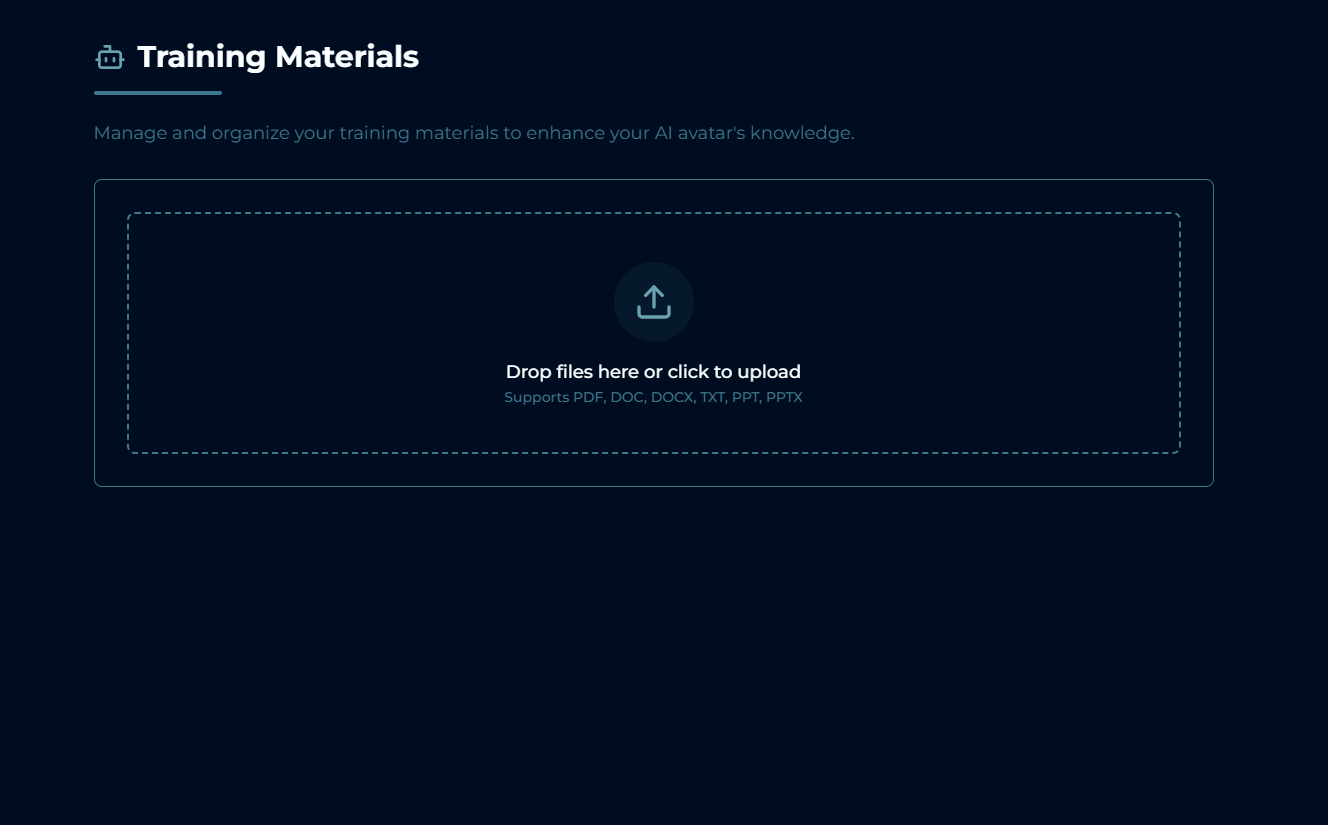 Training Materials
Manage and organize your training materials to enhance your AI avatar's knowledge.
Drop files here or click to upload
Supports PDF, DOC, DOCX, TXT, PPT, PPTX